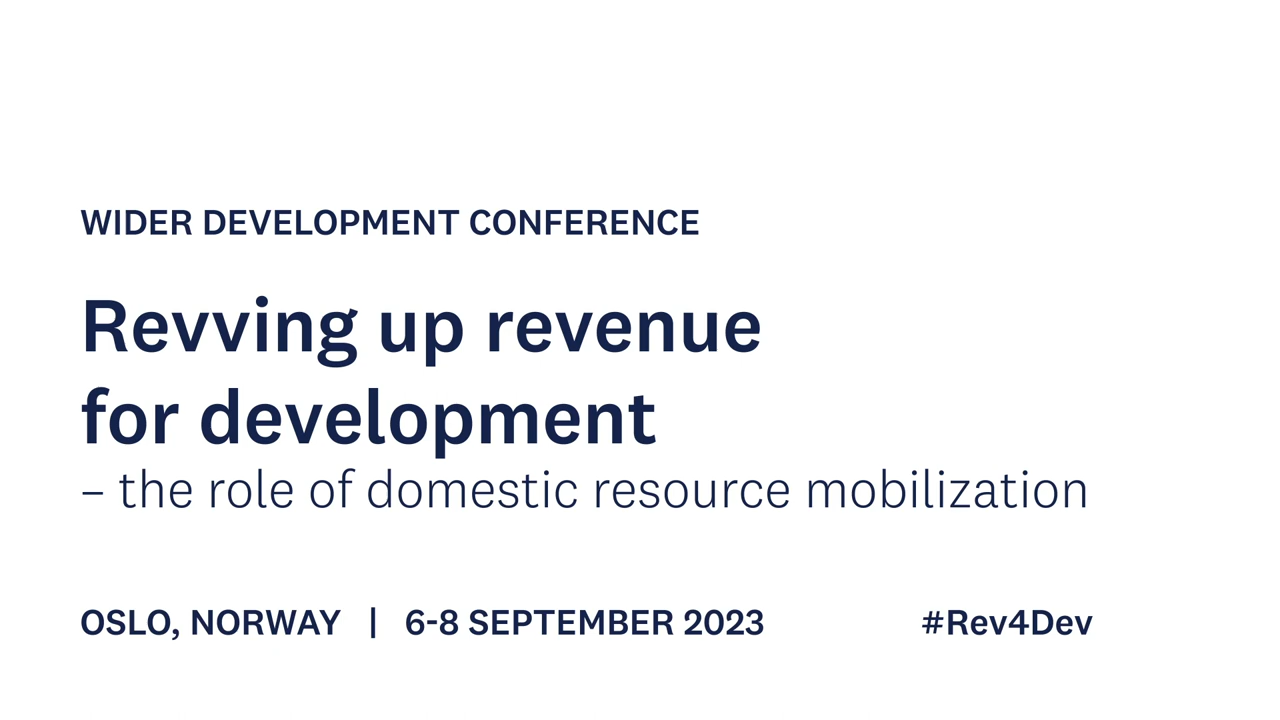 WIDER DEVELOPMENT CONFERENCE
Revving up revenue
for development
– the role of domestic resource mobilization
OSLO, NORWAY | 6-8 SEPTEMBER 2023 #Rev4Dev